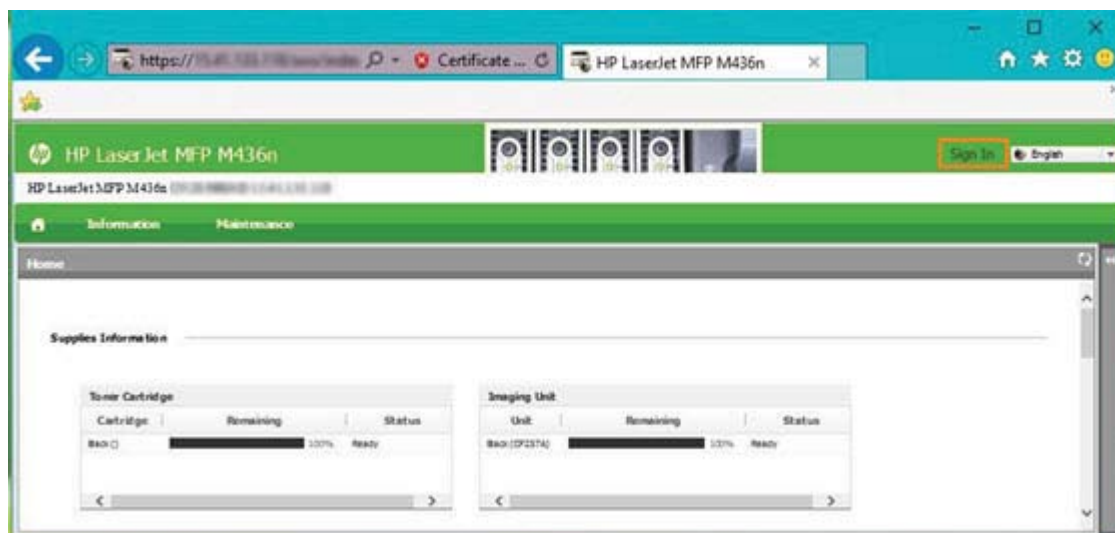 https://
Certificate ...
HP LaserJet MFP M436n
hp
HP LaserJet MFP M436n
Sign In
English
HP LaserJet MFP M436n
Information
Maintenance
Home
Supplies Information
Toner Cartridge
Cartridge Remaining Status
Black () 100% Ready
Imaging Unit
Unit Remaining Status
Black (CF257A) 100% Ready